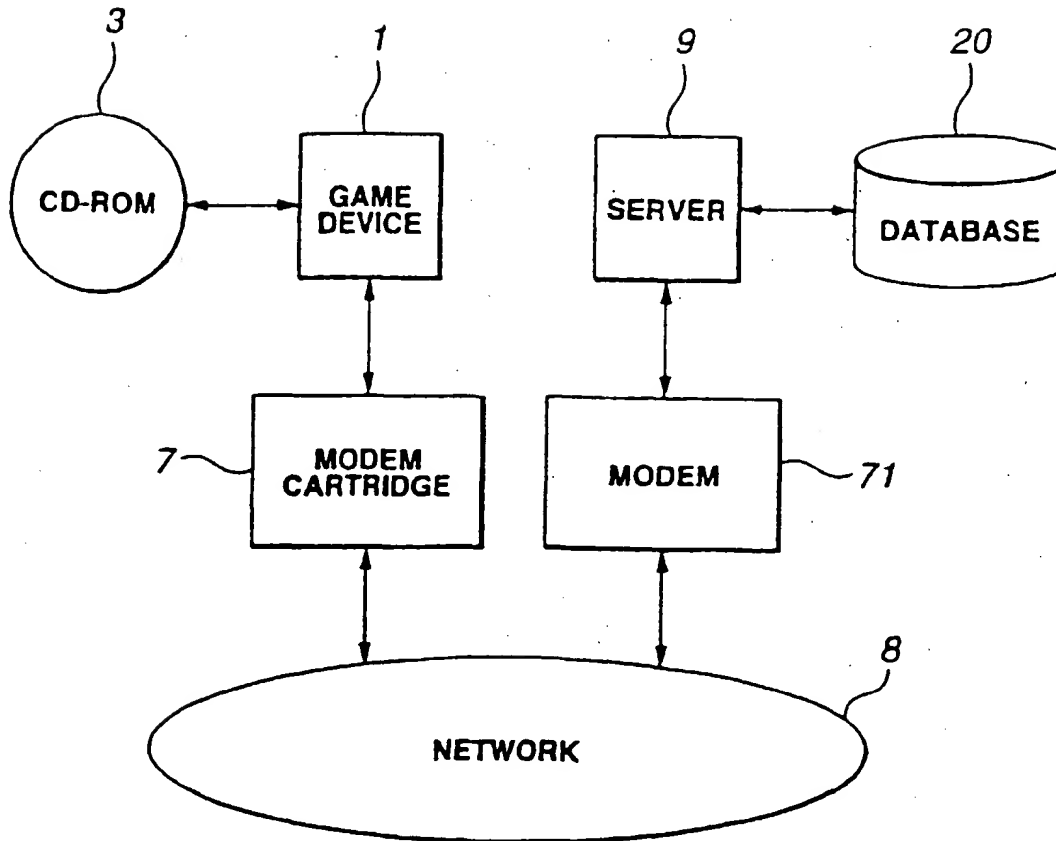 3
1
9
20
CD-ROM
GAME
DEVICE
SERVER
DATABASE
7
MODEM
CARTRIDGE
MODEM
71
8
NETWORK